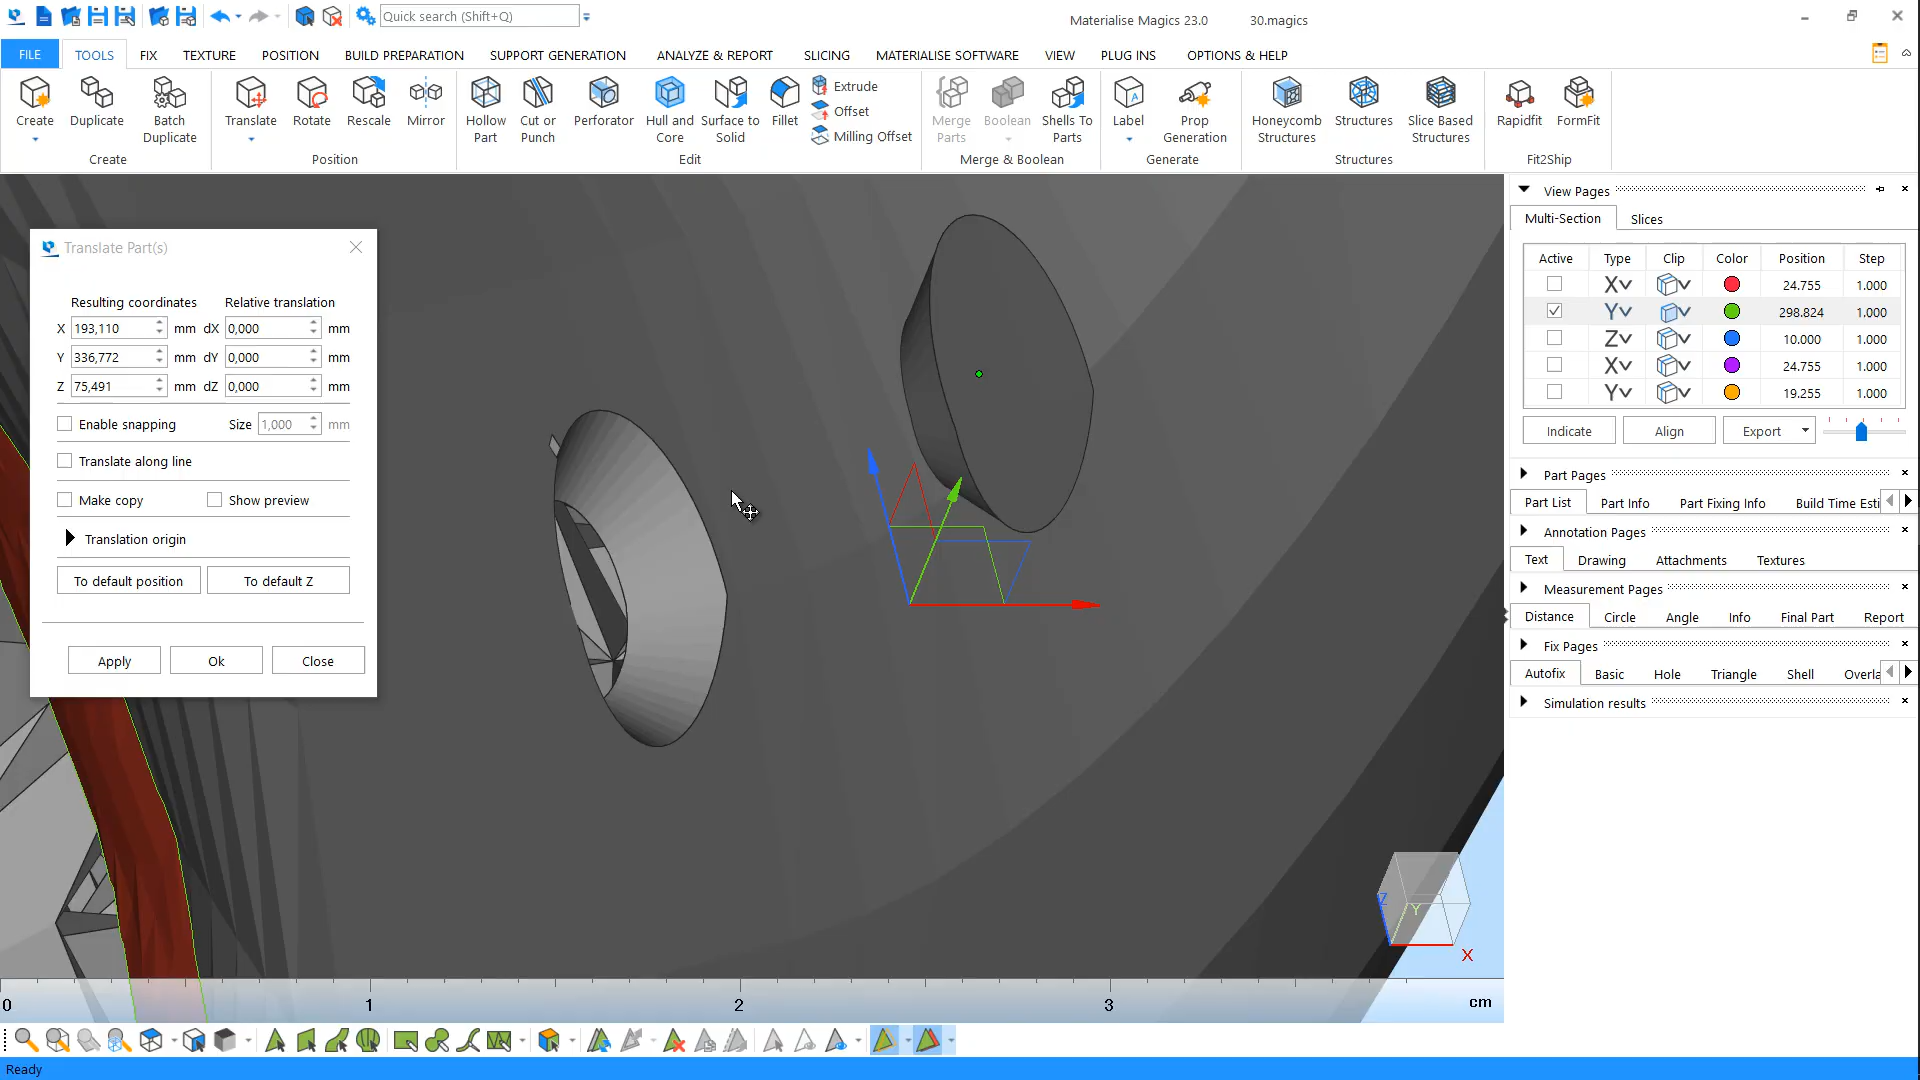 Quick search (Shift+Q)
Materialise Magics 23.0
30.magics
FILE
TOOLS
FIX
TEXTURE
POSITION
BUILD PREPARATION
SUPPORT GENERATION
ANALYZE & REPORT
SLICING
MATERIALISE SOFTWARE
VIEW
PLUG INS
OPTIONS & HELP
Create
Duplicate
Batch Duplicate
Translate
Rotate
Rescale
Mirror
Hollow Part
Cut or Punch
Perforator
Hull and Core
Surface to Solid
Fillet
Extrude
Offset
Milling Offset
Merge Parts
Boolean
Shells To Parts
Label
Prop Generation
Honeycomb Structures
Structures
Slice Based Structures
Rapidfit
FormFit
Create
Position
Edit
Merge & Boolean
Generate
Structures
Fit2Ship
Translate Part(s)
Resulting coordinates
Relative translation
X 193,110 mm dX 0,000 mm
Y 336,772 mm dY 0,000 mm
Z 75,491 mm dZ 0,000 mm
Enable snapping Size 1,000 mm
Translate along line
Make copy
Show preview
Translation origin
To default position
To default Z
Apply
Ok
Close
View Pages
Multi-Section
Slices
Active Type Clip Color Position Step
X 24.755 1.000
Y 298.824 1.000
Z 10.000 1.000
X 24.755 1.000
Y 19.255 1.000
Indicate
Align
Export
Part Pages
Part List
Part Info
Part Fixing Info
Build Time Esti
Annotation Pages
Text
Drawing
Attachments
Textures
Measurement Pages
Distance
Circle
Angle
Info
Final Part
Report
Fix Pages
Autofix
Basic
Hole
Triangle
Shell
Overla
Simulation results
Z
Y
X
0
1
2
3
cm
Ready